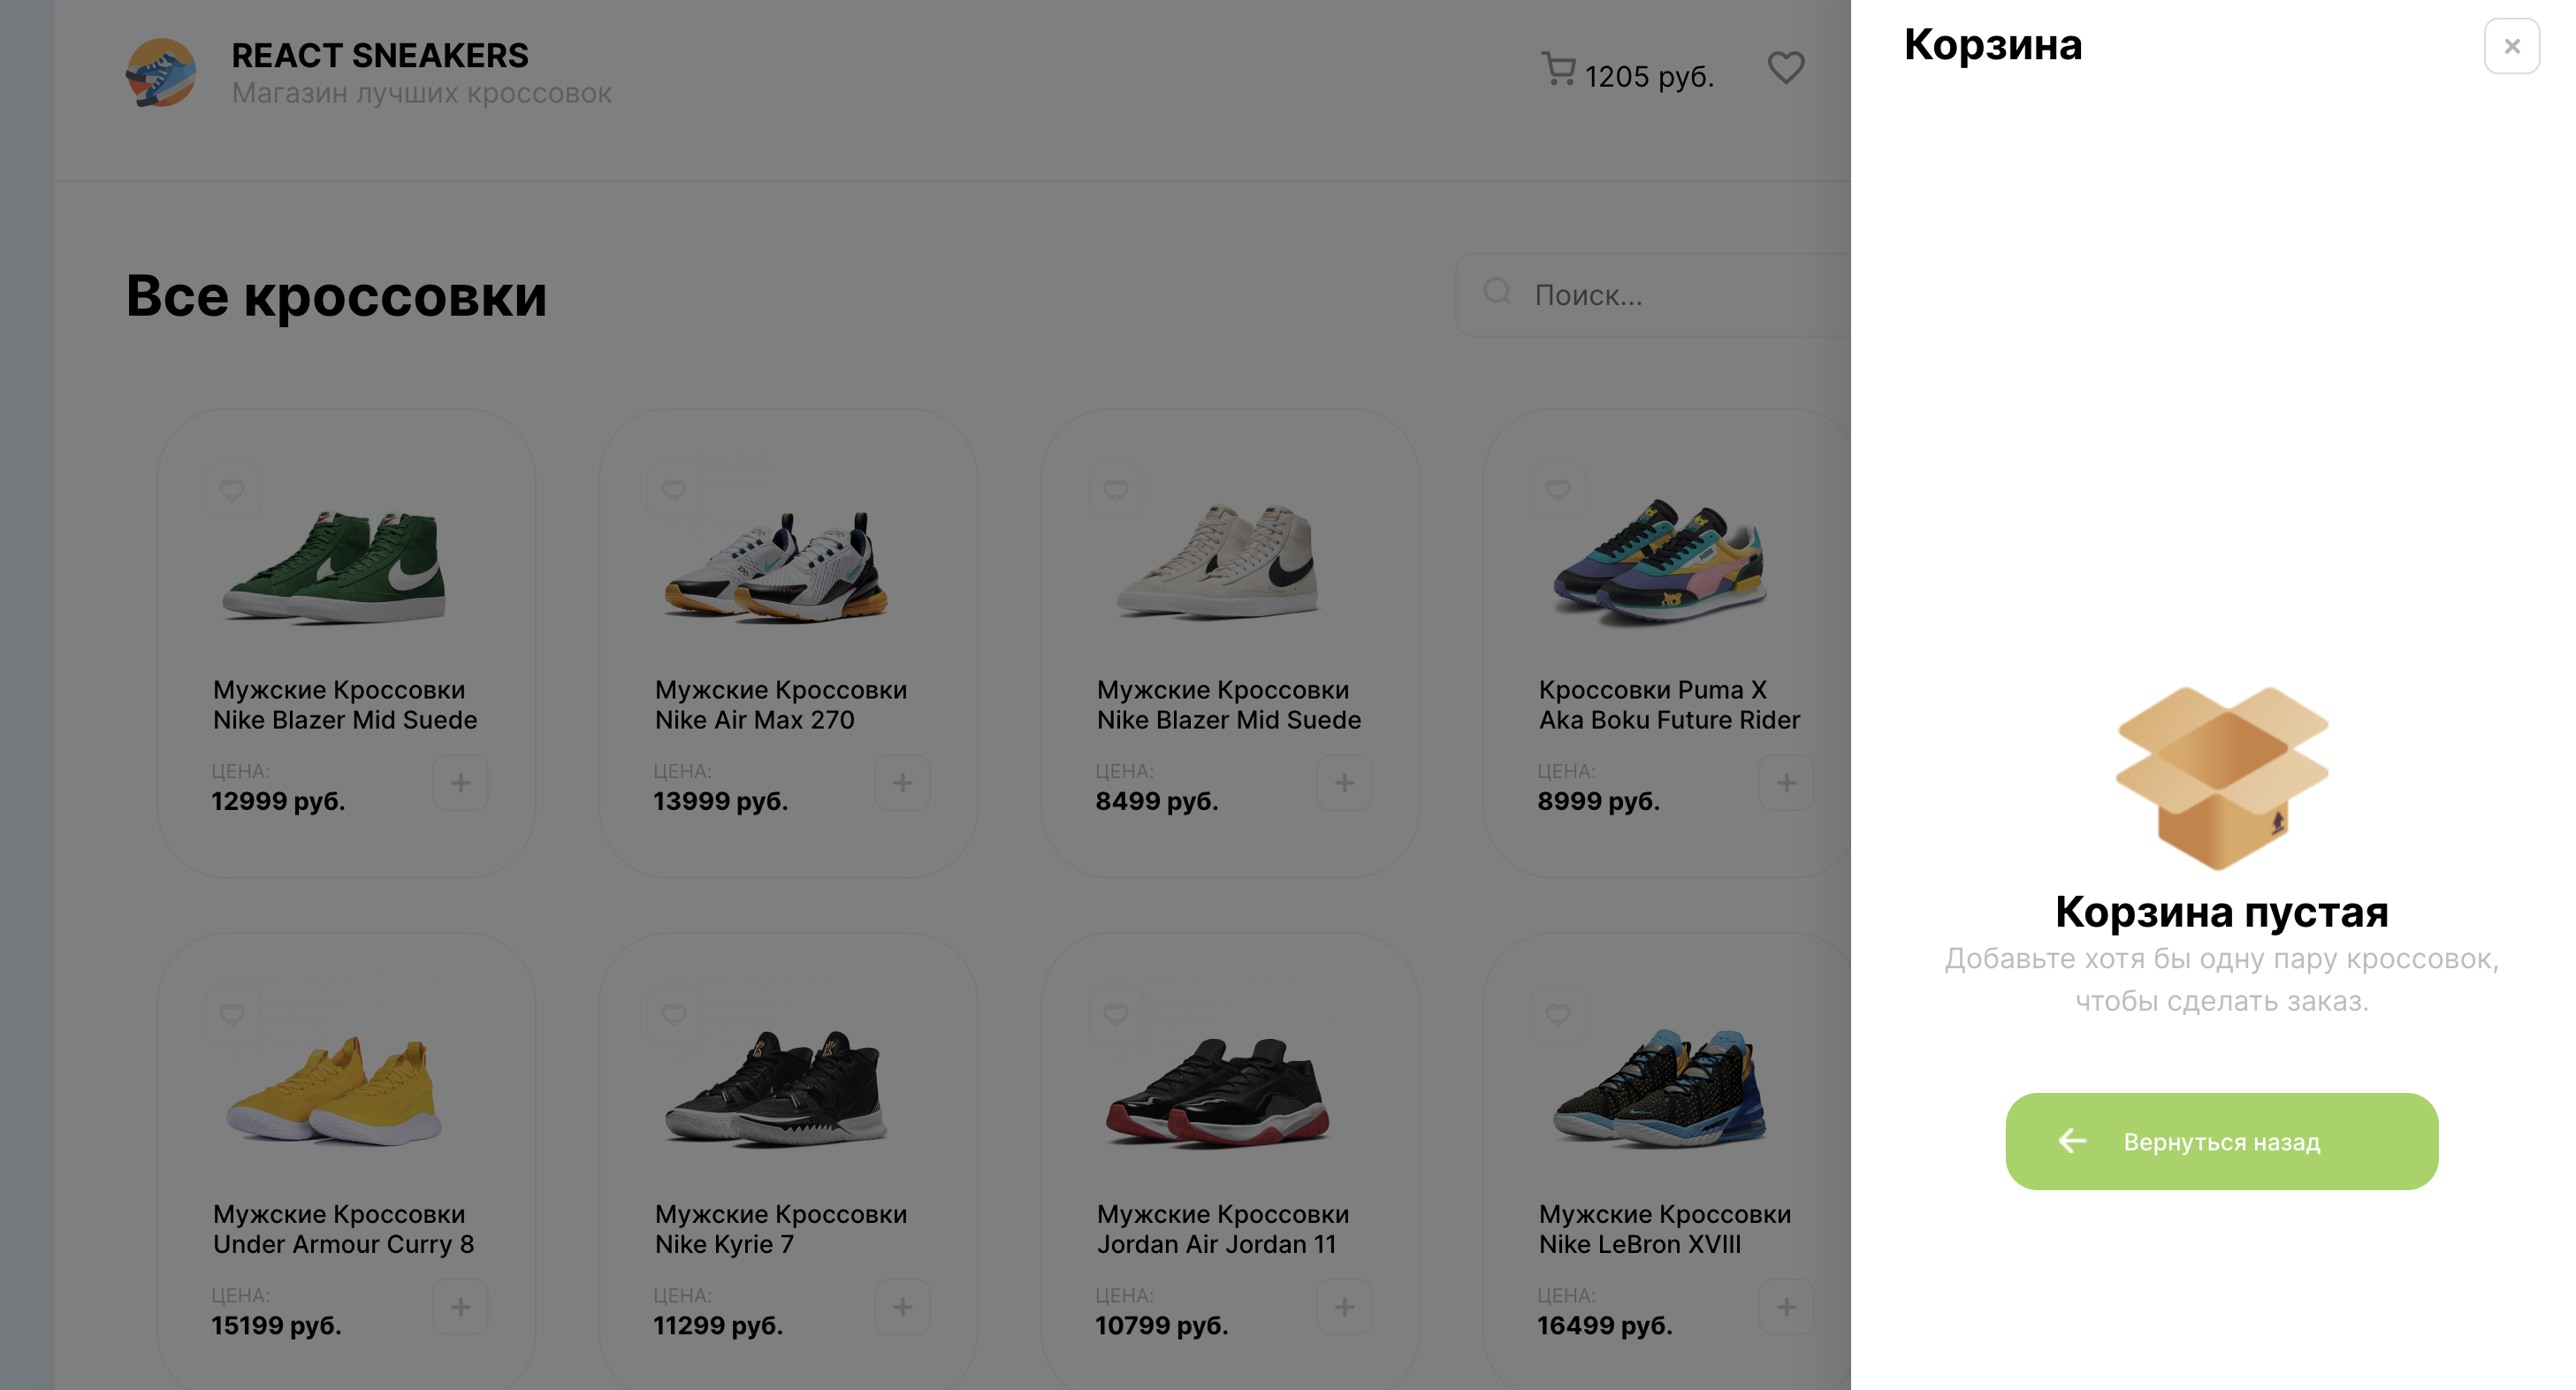 REACT SNEAKERS
Магазин лучших кроссовок
1205 руб.
Корзина
Все кроссовки
Поиск...
Мужские Кроссовки
Nike Blazer Mid Suede
ЦЕНА:
12999 руб.
Мужские Кроссовки
Nike Air Max 270
ЦЕНА:
13999 руб.
Мужские Кроссовки
Nike Blazer Mid Suede
ЦЕНА:
8499 руб.
Кроссовки Puma X
Aka Boku Future Rider
ЦЕНА:
8999 руб.
Мужские Кроссовки
Under Armour Curry 8
ЦЕНА:
15199 руб.
Мужские Кроссовки
Nike Kyrie 7
ЦЕНА:
11299 руб.
Мужские Кроссовки
Jordan Air Jordan 11
ЦЕНА:
10799 руб.
Мужские Кроссовки
Nike LeBron XVIII
ЦЕНА:
16499 руб.
Корзина пустая
Добавьте хотя бы одну пару кроссовок,
чтобы сделать заказ.
Вернуться назад